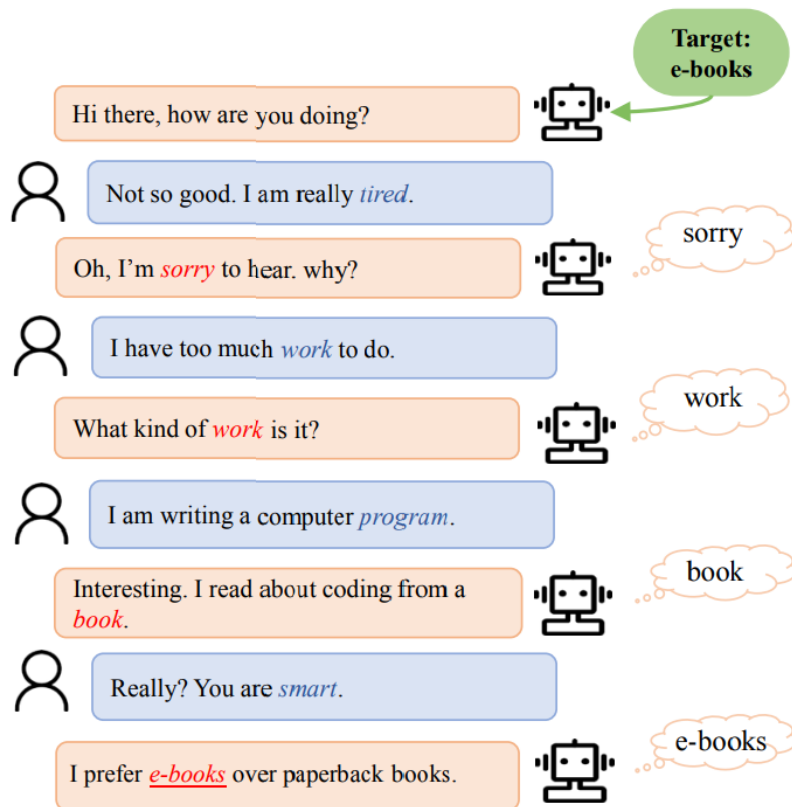 Target:
e-books
Hi there, how are you doing?
Not so good. I am really tired.
sorry
Oh, I'm sorry to hear. why?
I have too much work to do.
work
What kind of work is it?
I am writing a computer program.
book
Interesting. I read about coding from a
book.
Really? You are smart.
e-books
I prefer e-books over paperback books.